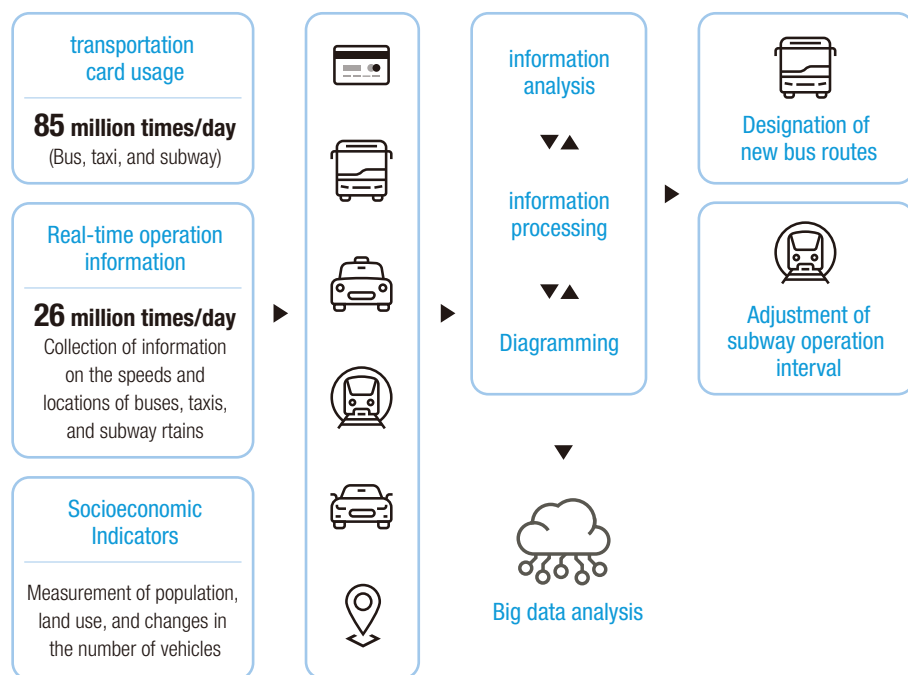 transportation
card usage
85 million times/day
(Bus, taxi, and subway)
Real-time operation
information
26 million times/day
Collection of information
on the speeds and
locations of buses, taxis,
and subway rtains
Socioeconomic
Indicators
Measurement of population,
land use, and changes in
the number of vehicles
information
analysis
information
processing
Diagramming
Big data analysis
Designation of
new bus routes
Adjustment of
subway operation
interval